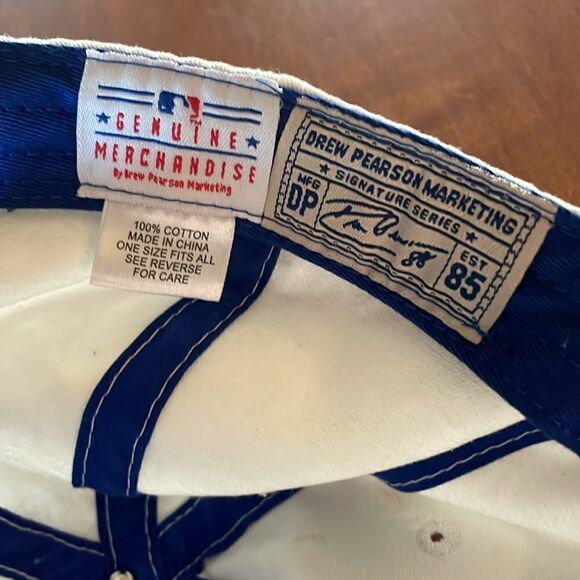 GENUINE
MERCHANDISE
By Drew Pearson Marketing
100% COTTON
MADE IN CHINA
ONE SIZE FITS ALL
SEE REVERSE
FOR CARE
DREW PEARSON MARKETING
SIGNATURE SERIES
MFG
DP
88
EST
85